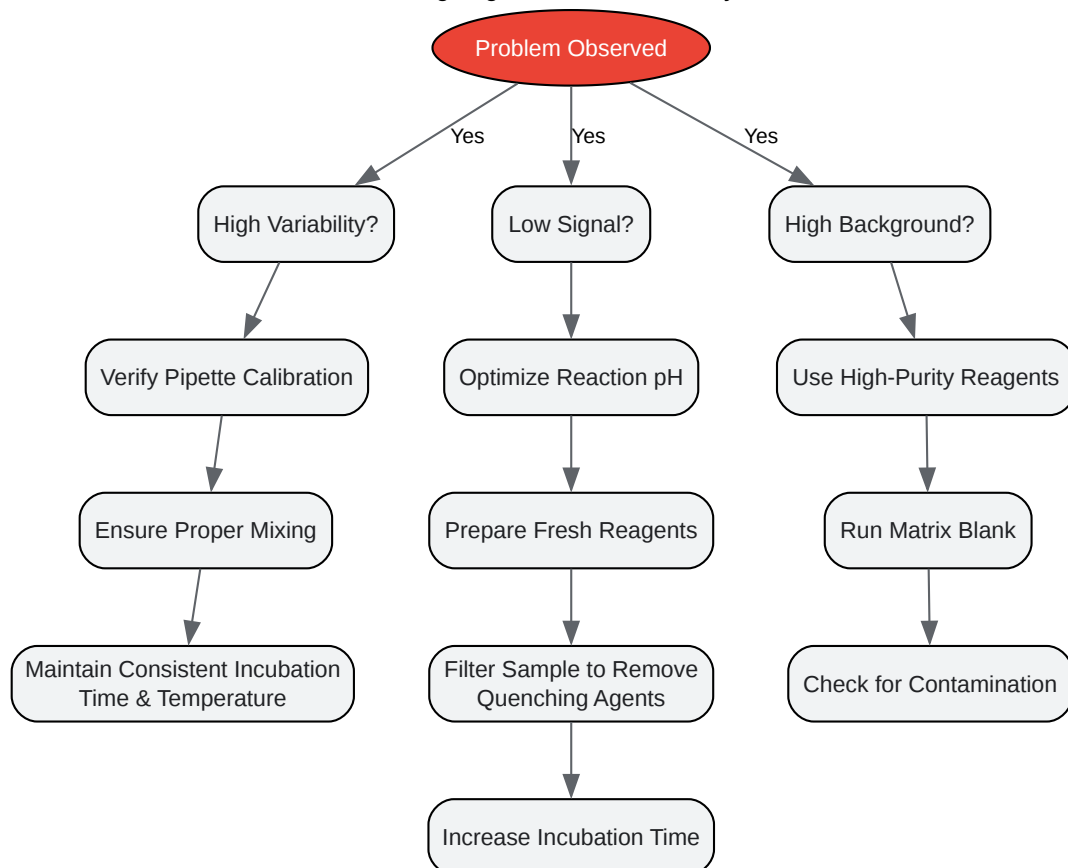 Problem Observed
Yes
Yes
Yes
High Variability?
Low Signal?
High Background?
Verify Pipette Calibration
Optimize Reaction pH
Use High-Purity Reagents
Ensure Proper Mixing
Prepare Fresh Reagents
Run Matrix Blank
Maintain Consistent Incubation
Time & Temperature
Filter Sample to Remove
Quenching Agents
Check for Contamination
Increase Incubation Time